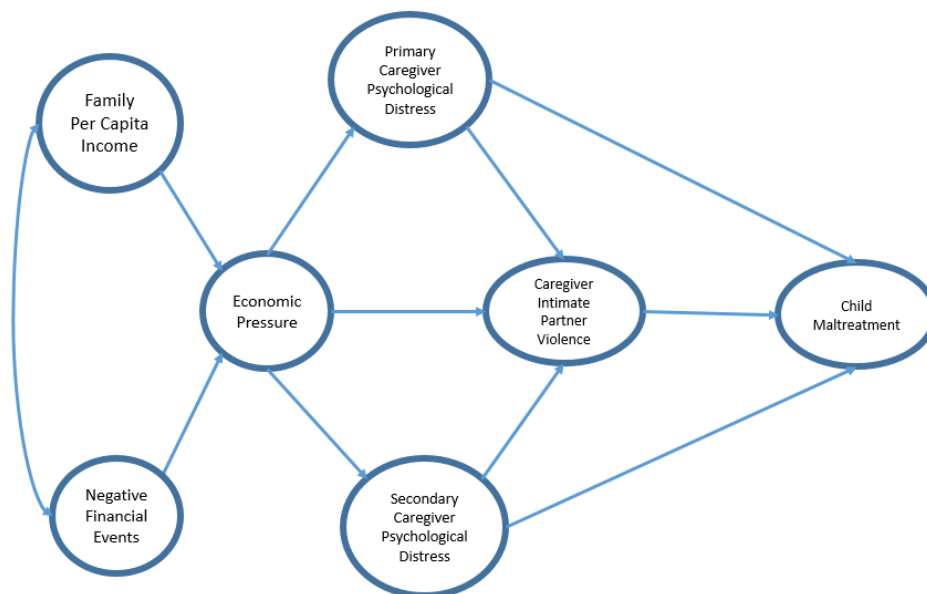 Family
Per Capita
Income
Negative
Financial
Events
Economic
Pressure
Primary
Caregiver
Psychological
Distress
Caregiver
Intimate
Partner
Violence
Secondary
Caregiver
Psychological
Distress
Child
Maltreatment